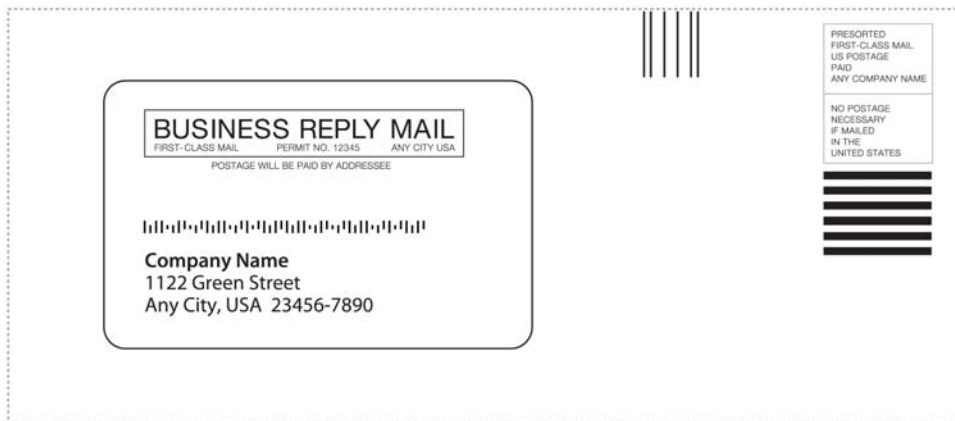 PRESORTED
FIRST-CLASS MAIL
US POSTAGE
PAID
ANY COMPANY NAME
NO POSTAGE
NECESSARY
IF MAILED
IN THE
UNITED STATES
BUSINESS REPLY MAIL
FIRST-CLASS MAIL PERMIT NO. 12345 ANY CITY USA
POSTAGE WILL BE PAID BY ADDRESSEE
Company Name
1122 Green Street
Any City, USA 23456-7890